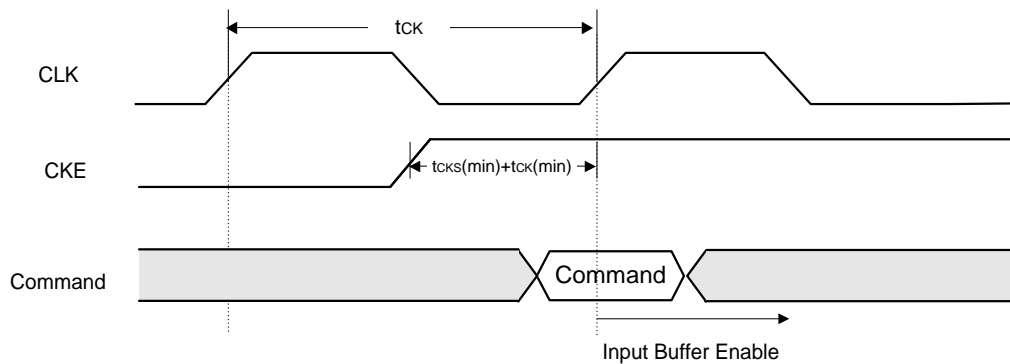 tCK
CLK
CKE
tCKS(min)+tCK(min)
Command
Command
Input Buffer Enable